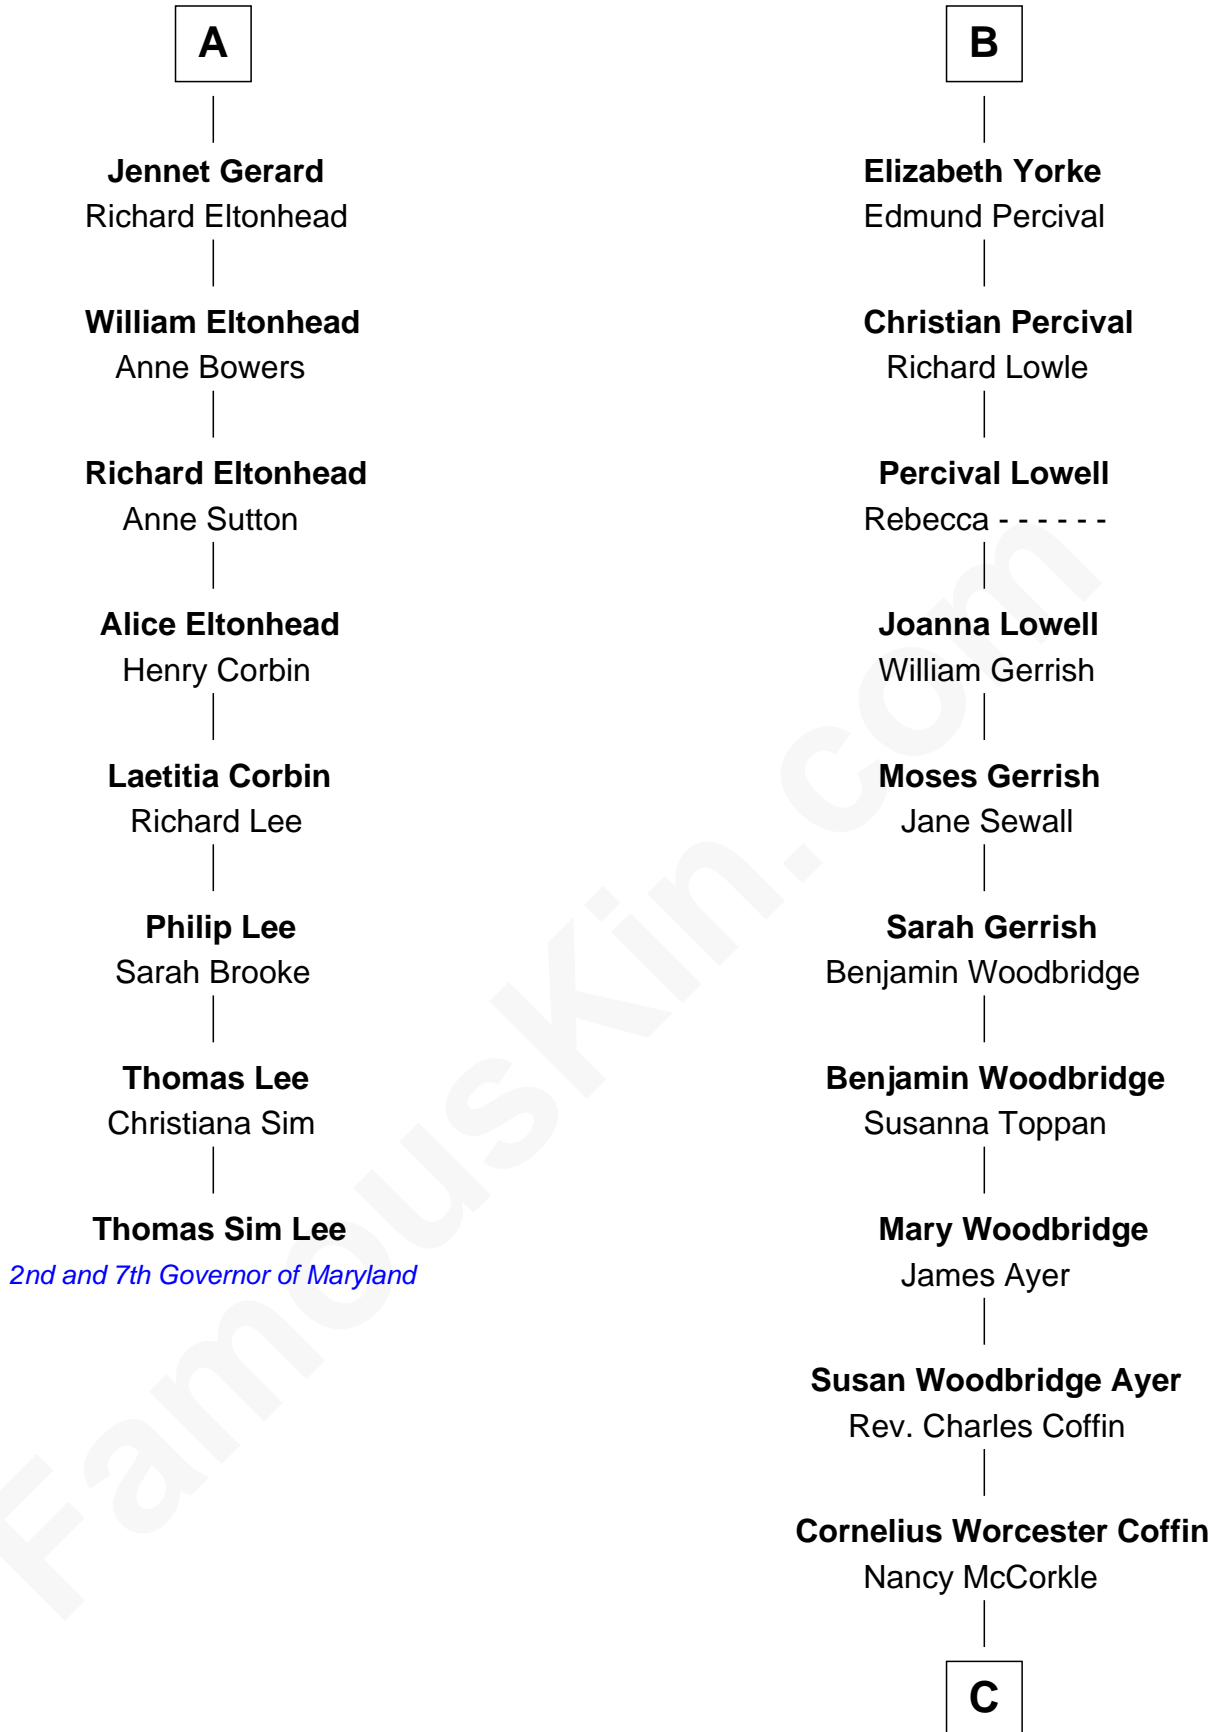 A
Jennet Gerard
Richard Eltonhead
William Eltonhead
Anne Bowers
Richard Eltonhead
Anne Sutton
Alice Eltonhead
Henry Corbin
Laetitia Corbin
Richard Lee
Philip Lee
Sarah Brooke
Thomas Lee
Christiana Sim
Thomas Sim Lee
2nd and 7th Governor of Maryland
B
Elizabeth Yorke
Edmund Percival
Christian Percival
Richard Lowle
Percival Lowell
Rebecca - - - - - -
Joanna Lowell
William Gerrish
Moses Gerrish
Jane Sewall
Sarah Gerrish
Benjamin Woodbridge
Benjamin Woodbridge
Susanna Toppan
Mary Woodbridge
James Ayer
Susan Woodbridge Ayer
Rev. Charles Coffin
Cornelius Worcester Coffin
Nancy McCorkle
C
FamousKin.com